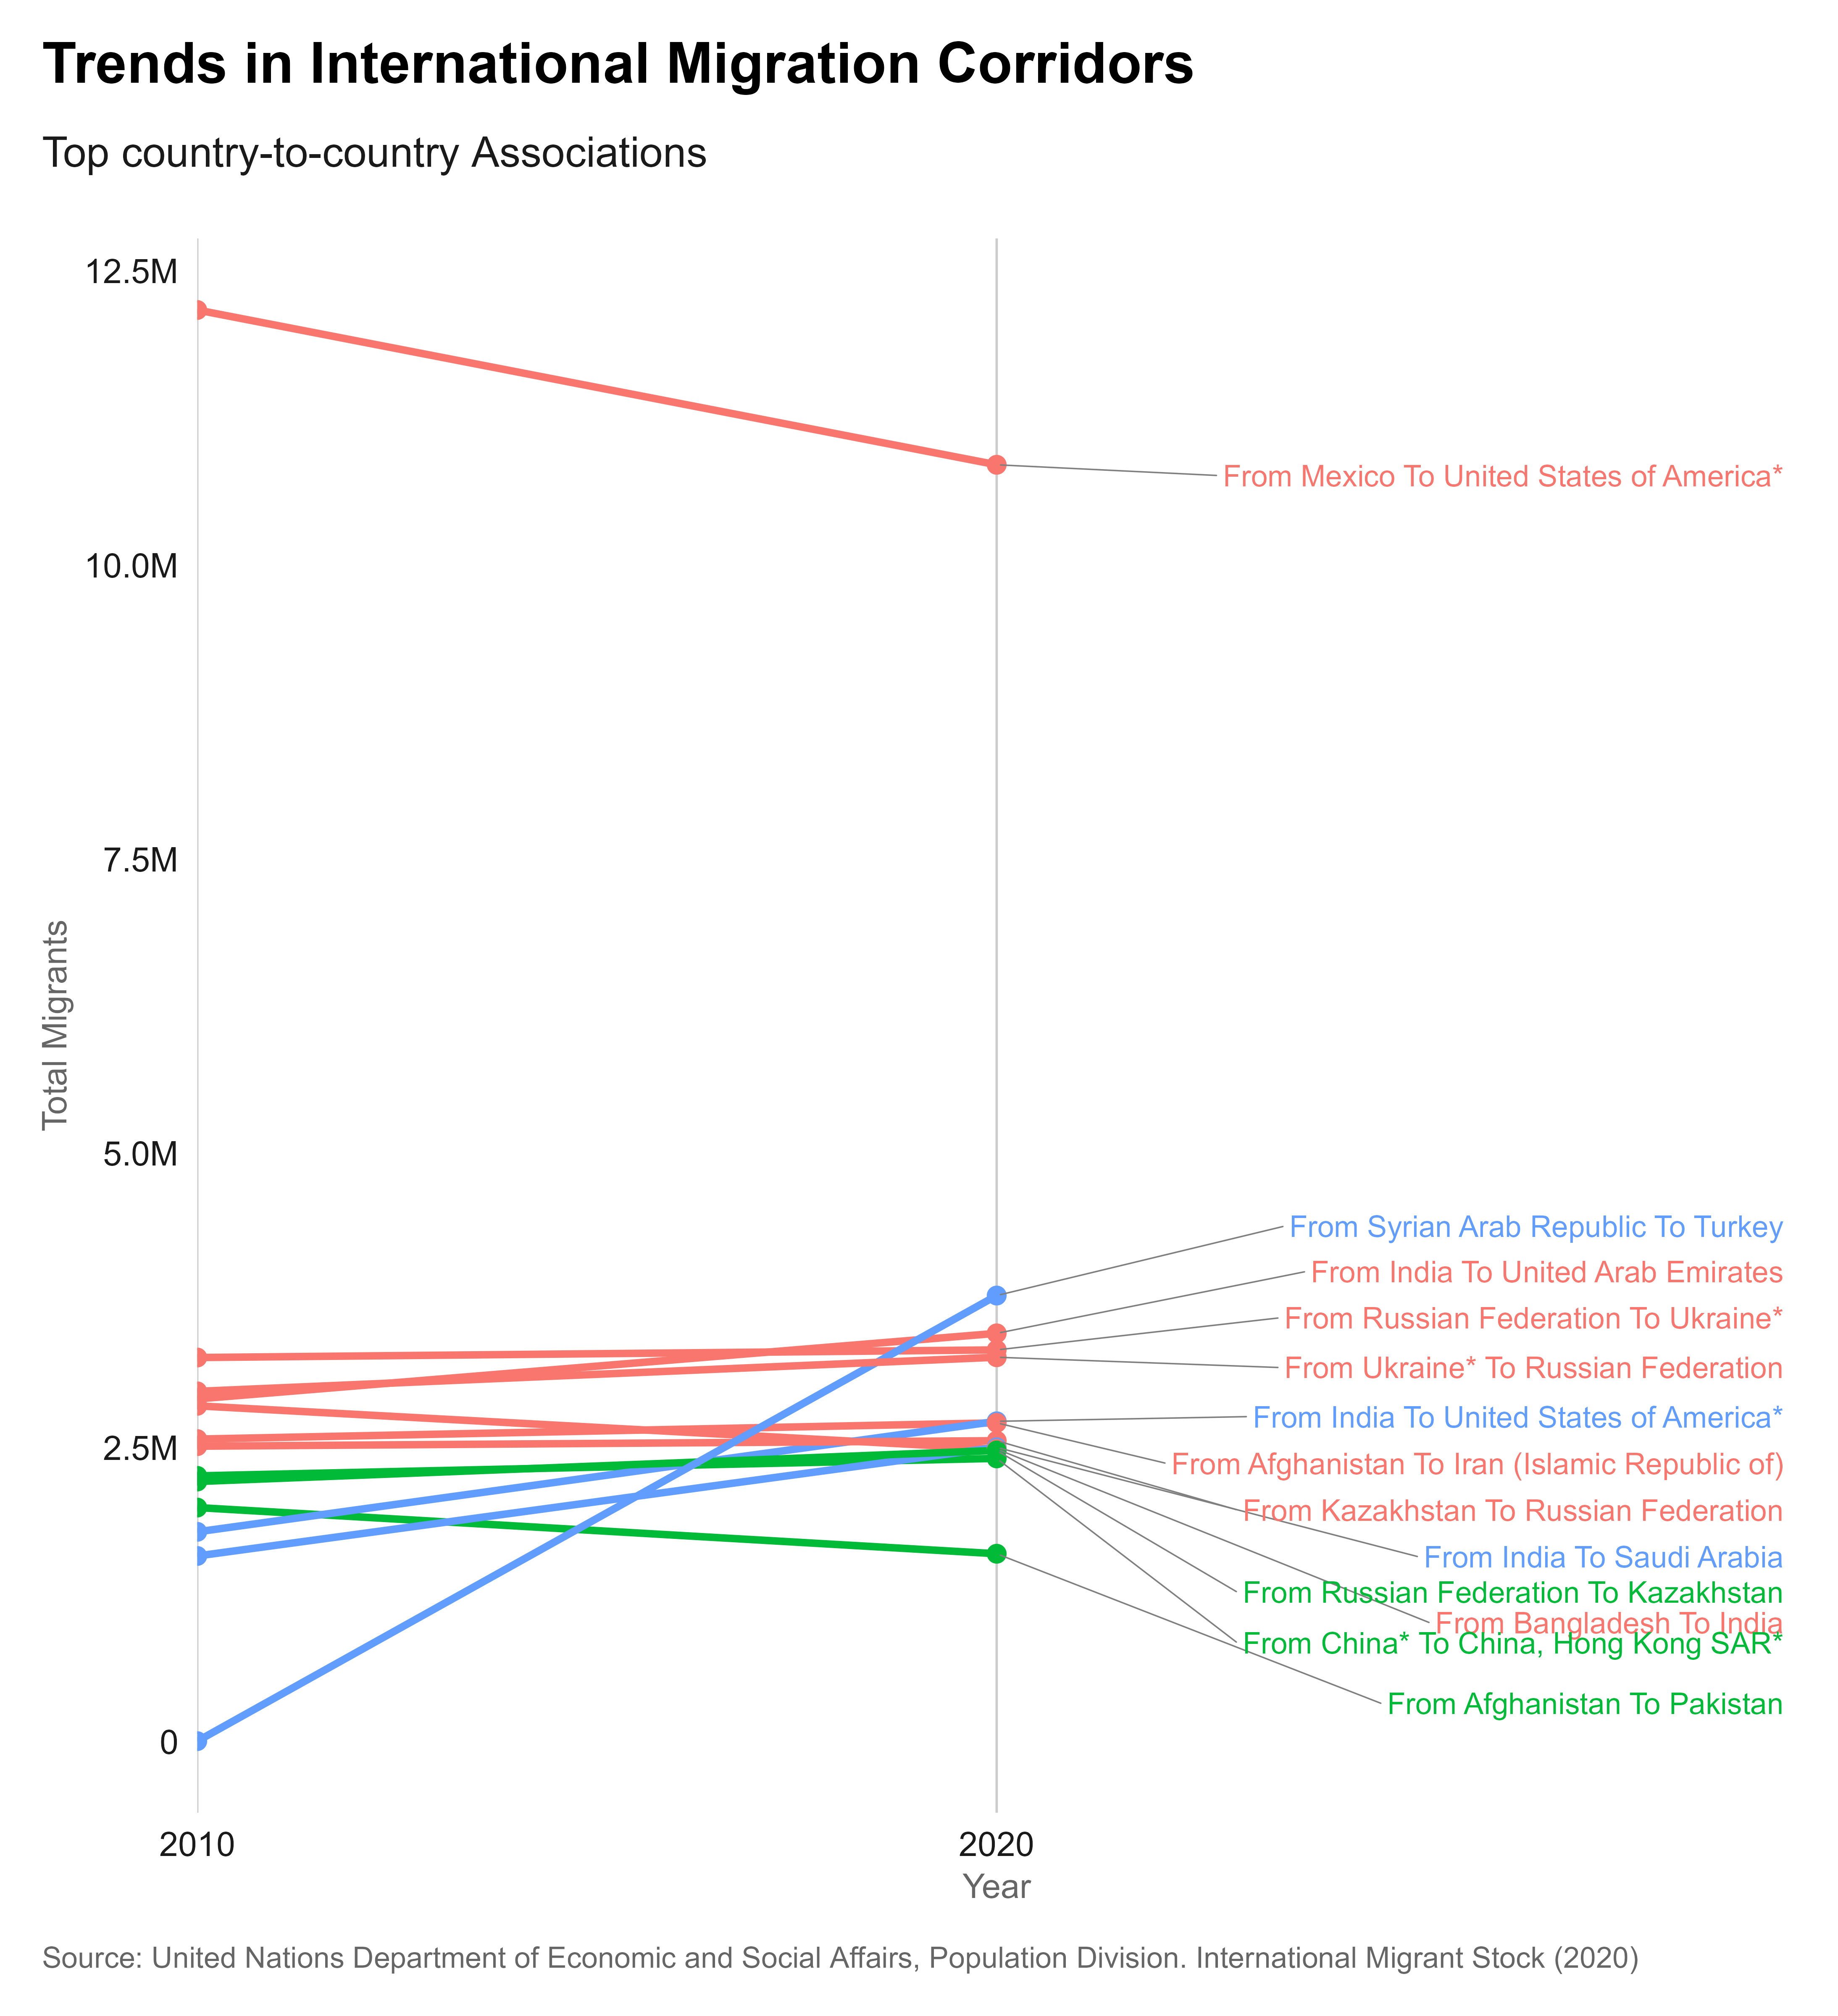 Trends in International Migration Corridors
Top country-to-country Associations
12.5M
10.0M
7.5M
5.0M
2.5M
0
Total Migrants
From Mexico To United States of America*
From Syrian Arab Republic To Turkey
From India To United Arab Emirates
From Russian Federation To Ukraine*
From Ukraine* To Russian Federation
From India To United States of America*
From Afghanistan To Iran (Islamic Republic of)
From Kazakhstan To Russian Federation
From India To Saudi Arabia
From Russian Federation To Kazakhstan
From Bangladesh To India
From China* To China, Hong Kong SAR*
From Afghanistan To Pakistan
2010
2020
Year
Source: United Nations Department of Economic and Social Affairs, Population Division. International Migrant Stock (2020)